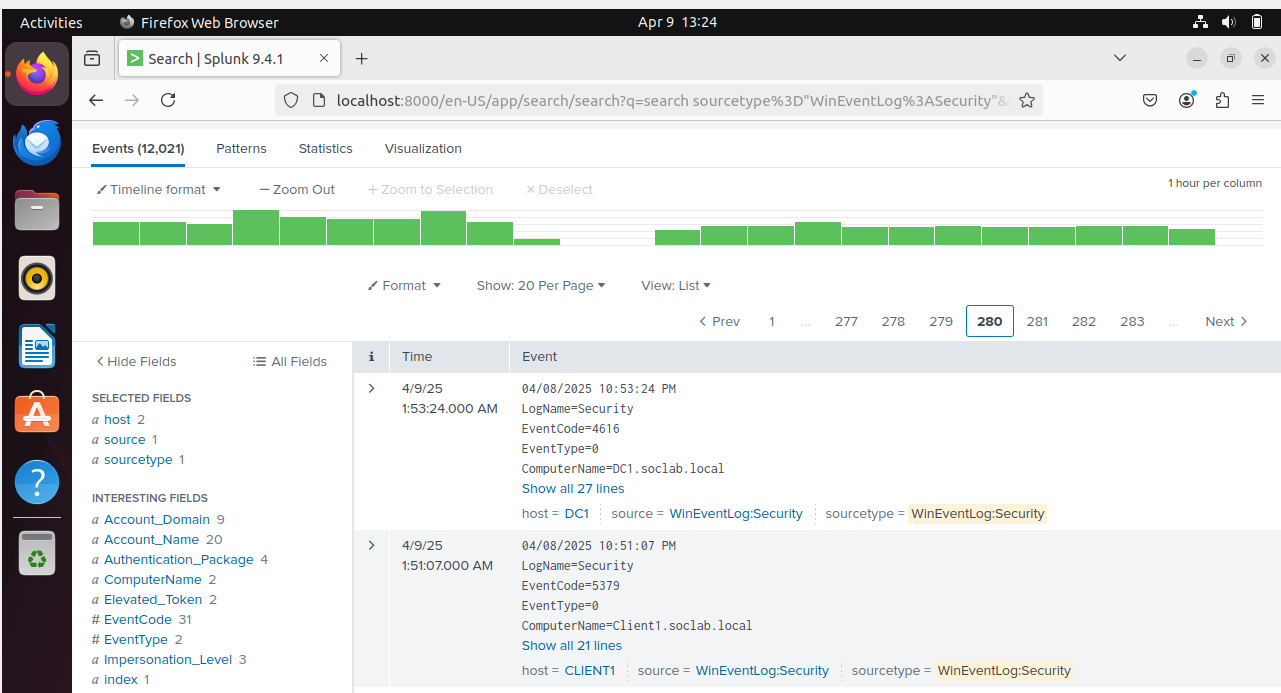 Activities Firefox Web Browser Apr 9 13:24
Search | Splunk 9.4.1
localhost:8000/en-US/app/search/search?q=search sourcetype%3D"WinEventLog%3ASecurity"&
Events (12,021) Patterns Statistics Visualization
Timeline format — Zoom Out + Zoom to Selection × Deselect
1 hour per column
Format Show: 20 Per Page View: List
< Prev 1 ... 277 278 279 280 281 282 283 ... Next >
< Hide Fields All Fields
i Time Event
SELECTED FIELDS
a host 2
a source 1
a sourcetype 1
INTERESTING FIELDS
a Account_Domain 9
a Account_Name 20
a Authentication_Package 4
a ComputerName 2
a Elevated_Token 2
# EventCode 31
# EventType 2
a Impersonation_Level 3
a index 1
> 4/9/25
1:53:24.000 AM
04/08/2025 10:53:24 PM
LogName=Security
EventCode=4616
EventType=0
ComputerName=DC1.soclab.local
Show all 27 lines
host = DC1 source = WinEventLog:Security sourcetype = WinEventLog:Security
> 4/9/25
1:51:07.000 AM
04/08/2025 10:51:07 PM
LogName=Security
EventCode=5379
EventType=0
ComputerName=Client1.soclab.local
Show all 21 lines
host = CLIENT1 source = WinEventLog:Security sourcetype = WinEventLog:Security